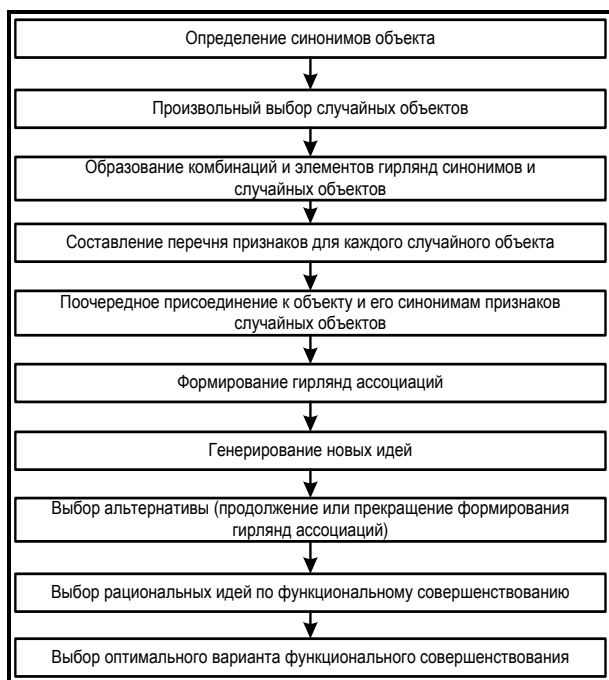 Определение синонимов объекта
Произвольный выбор случайных объектов
Образование комбинаций и элементов гирлянд синонимов и
случайных объектов
Составление перечня признаков для каждого случайного объекта
Поочередное присоединение к объекту и его синонимам признаков
случайных объектов
Формирование гирлянд ассоциаций
Генерирование новых идей
Выбор альтернативы (продолжение или прекращение формирования
гирлянд ассоциаций)
Выбор рациональных идей по функциональному совершенствованию
Выбор оптимального варианта функционального совершенствования